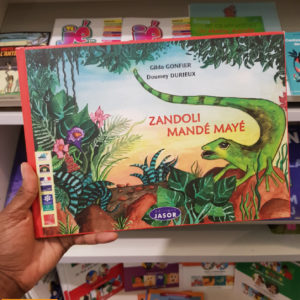 Gilda GONFIER
Doumey DURIEUX
ZANDOLI
MANDÉ MAYÉ
JASOR